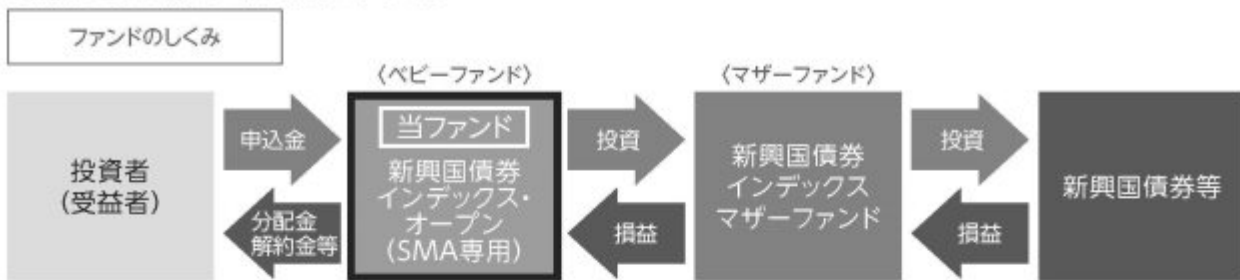 ファンドのしくみ
〈ベビーファンド〉
〈マザーファンド〉
投資者
(受益者)
申込金
分配金
解約金等
当ファンド
新興国債券
インデックス・
オープン
(SMA専用)
投資
損益
新興国債券
インデックス
マザーファンド
投資
損益
新興国債券等